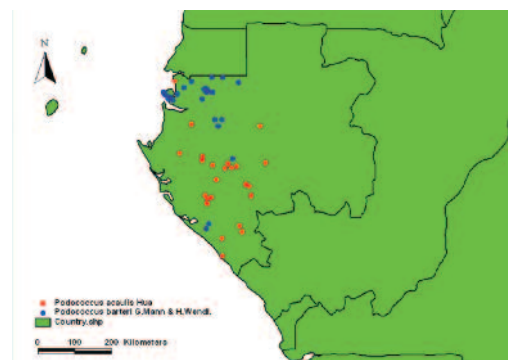 N
Podococcus acaulis Hua
Podococcus barteri G.Mann & H.Wendl.
Country.shp
0 100 200 Kilometers